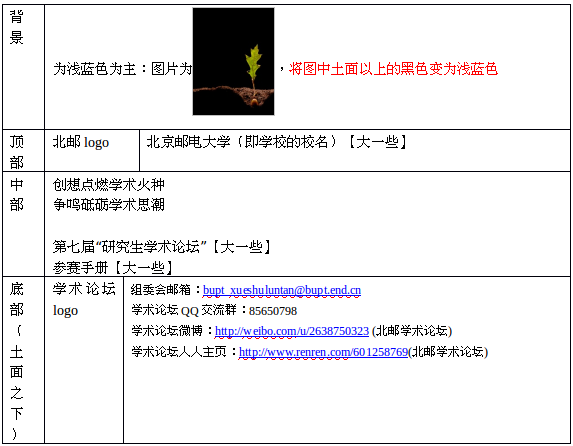 背景
为浅蓝色为主：图片为，将图中土面以上的黑色变为浅蓝色
顶部
北邮 logo
北京邮电大学（即学校的校名）【大一些】
中部
创想点燃学术火种
争鸣砥砺学术思潮
第七届“研究生学术论坛”【大一些】
参赛手册【大一些】
底部（土面之下）
学术论坛
logo
组委会邮箱：bupt_xueshuluntan@bupt.end.cn
学术论坛 QQ 交流群：85650798
学术论坛微博：http://weibo.com/u/2638750323 (北邮学术论坛)
学术论坛人人主页：http://www.renren.com/601258769(北邮学术论坛)